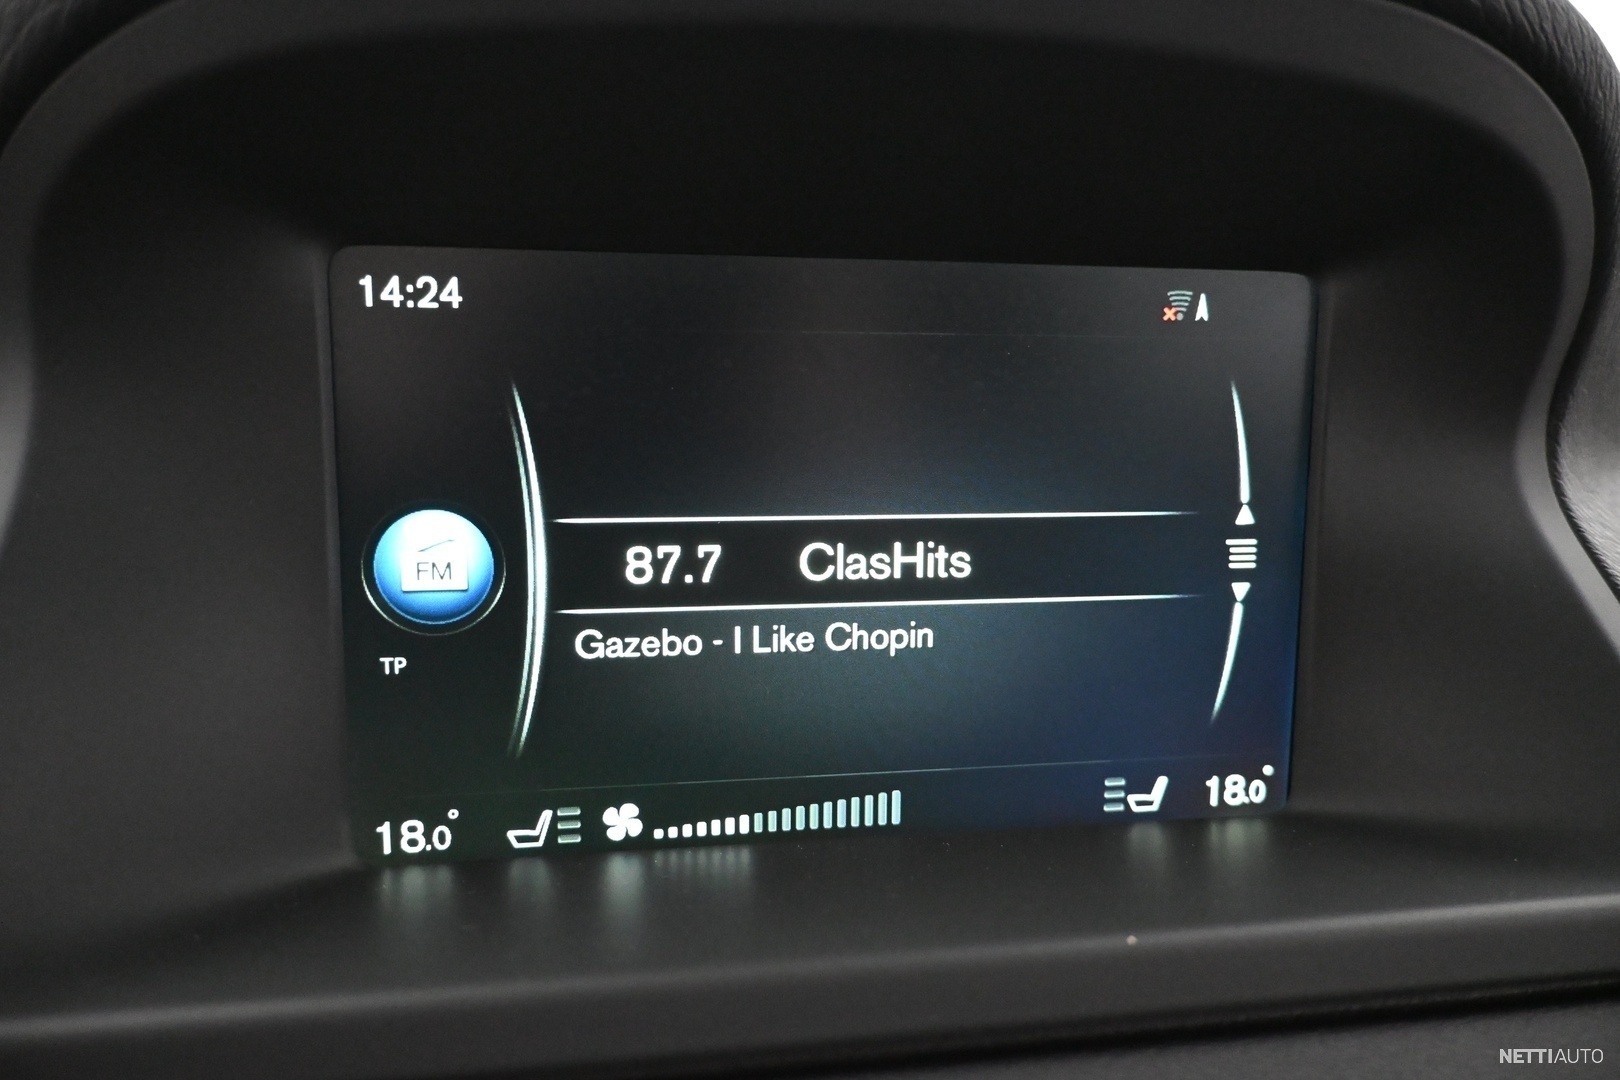 14:24
FM
87.7 ClasHits
Gazebo - I Like Chopin
TP
18.0° 18.0°
NETTIAUTO